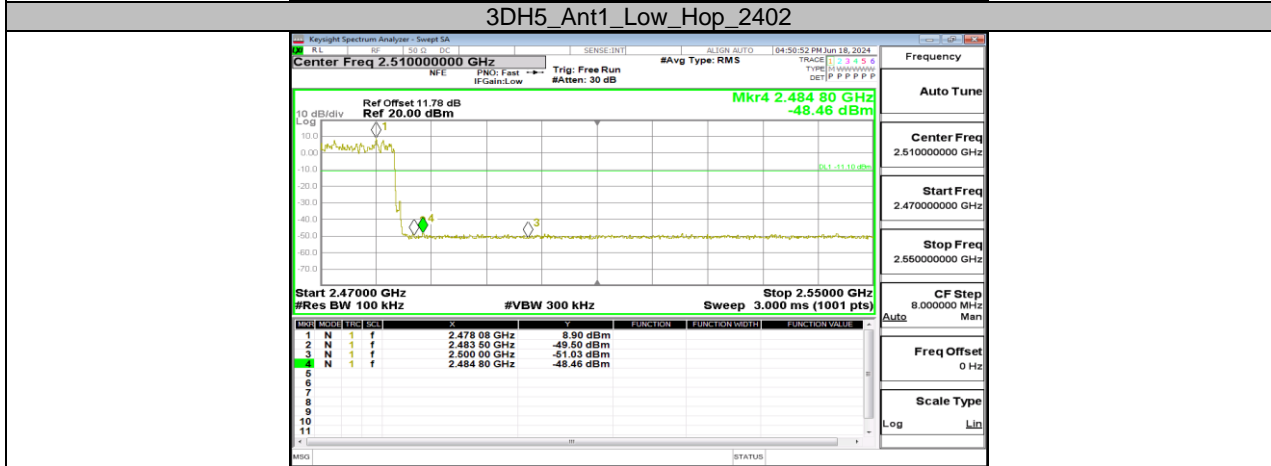 3DH5_Ant1_Low_Hop_2402
Keysight Spectrum Analyzer - Swept SA
RL RF 50 Ω DC SENSE:INT ALIGN AUTO 04:50:52 PM Jun 18, 2024
Center Freq 2.510000000 GHz
NFE PNO: Fast IFGain:Low
Trig: Free Run
#Atten: 30 dB
#Avg Type: RMS
TRACE 1 2 3 4 5 6
TYPE M W W W W W
DET P P P P P P
Mkr4 2.484 80 GHz
-48.46 dBm
Ref Offset 11.78 dB
10 dB/div Ref 20.00 dBm
Log
10.0
0.00
-10.0
-20.0
-30.0
-40.0
-50.0
-60.0
-70.0
1
4
3
DL1 -11.10 dBm
Start 2.47000 GHz Stop 2.55000 GHz
#Res BW 100 kHz #VBW 300 kHz Sweep 3.000 ms (1001 pts)
MKR MODE TRC SCL X Y FUNCTION FUNCTION WIDTH FUNCTION VALUE
1 N 1 f 2.478 08 GHz 8.90 dBm
2 N 1 f 2.483 50 GHz -49.50 dBm
3 N 1 f 2.500 00 GHz -51.03 dBm
4 N 1 f 2.484 80 GHz -48.46 dBm
5
6
7
8
9
10
11
MSG STATUS
Frequency
Auto Tune
Center Freq
2.510000000 GHz
Start Freq
2.470000000 GHz
Stop Freq
2.550000000 GHz
CF Step
8.000000 MHz
Auto Man
Freq Offset
0 Hz
Scale Type
Log Lin